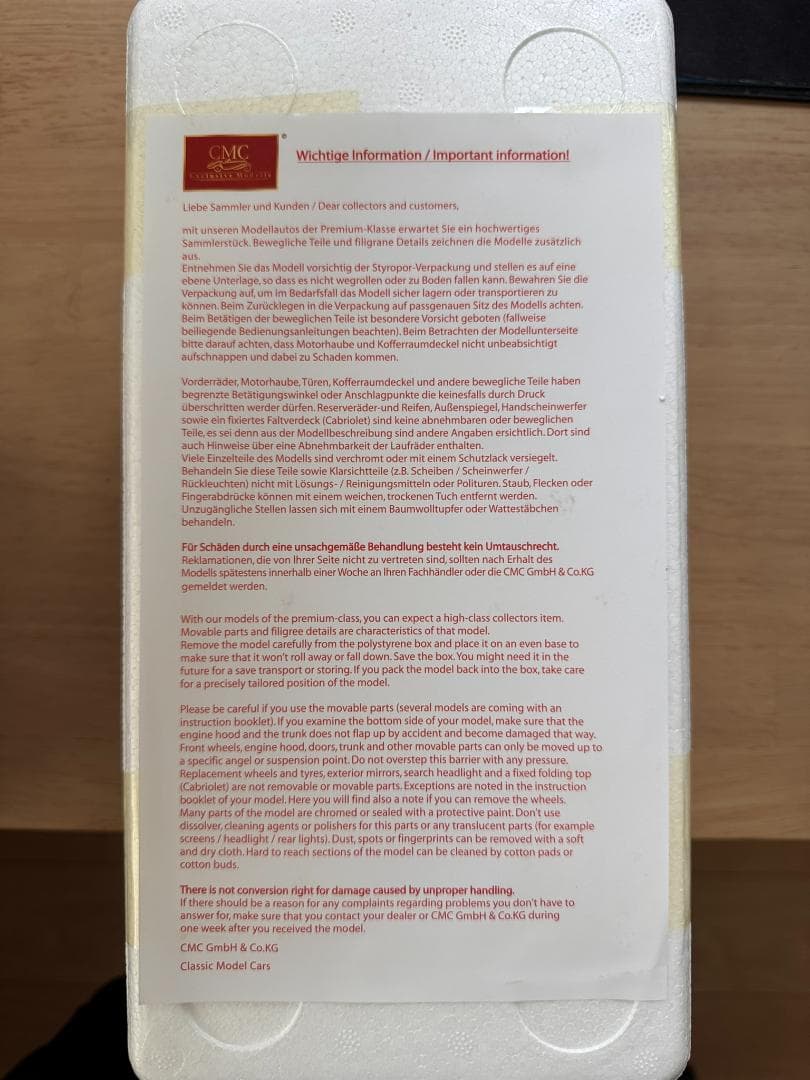 CMC
Exclusive Modelle
®
Wichtige Information / Important information!
Liebe Sammler und Kunden / Dear collectors and customers,
mit unseren Modellautos der Premium-Klasse erwartet Sie ein hochwertiges
Sammlerstück. Bewegliche Teile und filigrane Details zeichnen die Modelle zusätzlich
aus.
Entnehmen Sie das Modell vorsichtig der Styropor-Verpackung und stellen es auf eine
ebene Unterlage, so dass es nicht wegrollen oder zu Boden fallen kann. Bewahren Sie die
Verpackung auf, um im Bedarfsfall das Modell sicher lagern oder transportieren zu
können. Beim Zurücklegen in die Verpackung auf passgenauen Sitz des Modells achten.
Beim Betätigen der beweglichen Teile ist besondere Vorsicht geboten (fallweise
beiliegende Bedienungsanleitungen beachten). Beim Betrachten der Modellunterseite
bitte darauf achten, dass Motorhaube und Kofferraumdeckel nicht unbeabsichtigt
aufschnappen und dabei zu Schaden kommen.
Vorderräder, Motorhaube, Türen, Kofferraumdeckel und andere bewegliche Teile haben
begrenzte Betätigungswinkel oder Anschlagpunkte die keinesfalls durch Druck
überschritten werden dürfen. Reserveräder-und Reifen, Außenspiegel, Handscheinwerfer
sowie ein fixiertes Faltverdeck (Cabriolet) sind keine abnehmbaren oder beweglichen
Teile, es sei denn aus der Modellbeschreibung sind andere Angaben ersichtlich. Dort sind
auch Hinweise über eine Abnehmbarkeit der Laufräder enthalten.
Viele Einzelteile des Modells sind verchromt oder mit einem Schutzlack versiegelt.
Behandeln Sie diese Teile sowie Klarsichtteile (z.B. Scheiben / Scheinwerfer /
Rückleuchten) nicht mit Lösungs- / Reinigungsmitteln oder Polituren. Staub, Flecken oder
Fingerabdrücke können mit einem weichen, trockenen Tuch entfernt werden.
Unzugängliche Stellen lassen sich mit einem Baumwolltupfer oder Wattestäbchen
behandeln.
Für Schäden durch eine unsachgemäße Behandlung besteht kein Umtauschrecht.
Reklamationen, die von Ihrer Seite nicht zu vertreten sind, sollten nach Erhalt des
Modells spätestens innerhalb einer Woche an Ihren Fachhändler oder die CMC GmbH & Co.KG
gemeldet werden.
With our models of the premium-class, you can expect a high-class collectors item.
Movable parts and filigree details are characteristics of that model.
Remove the model carefully from the polystyrene box and place it on an even base to
make sure that it won't roll away or fall down. Save the box. You might need it in the
future for a save transport or storing. If you pack the model back into the box, take care
for a precisely tailored position of the model.
Please be careful if you use the movable parts (several models are coming with an
instruction booklet). If you examine the bottom side of your model, make sure that the
engine hood and the trunk does not flap up by accident and become damaged that way.
Front wheels, engine hood, doors, trunk and other movable parts can only be moved up to
a specific angel or suspension point. Do not overstep this barrier with any pressure.
Replacement wheels and tyres, exterior mirrors, search headlight and a fixed folding top
(Cabriolet) are not removable or movable parts. Exceptions are noted in the instruction
booklet of your model. Here you will find also a note if you can remove the wheels.
Many parts of the model are chromed or sealed with a protective paint. Don't use
dissolver, cleaning agents or polishers for this parts or any translucent parts (for example
screens / headlight / rear lights). Dust, spots or fingerprints can be removed with a soft
and dry cloth. Hard to reach sections of the model can be cleaned by cotton pads or
cotton buds.
There is not conversion right for damage caused by unproper handling.
If there should be a reason for any complaints regarding problems you don't have to
answer for, make sure that you contact your dealer or CMC GmbH & Co.KG during
one week after you received the model.
CMC GmbH & Co.KG
Classic Model Cars